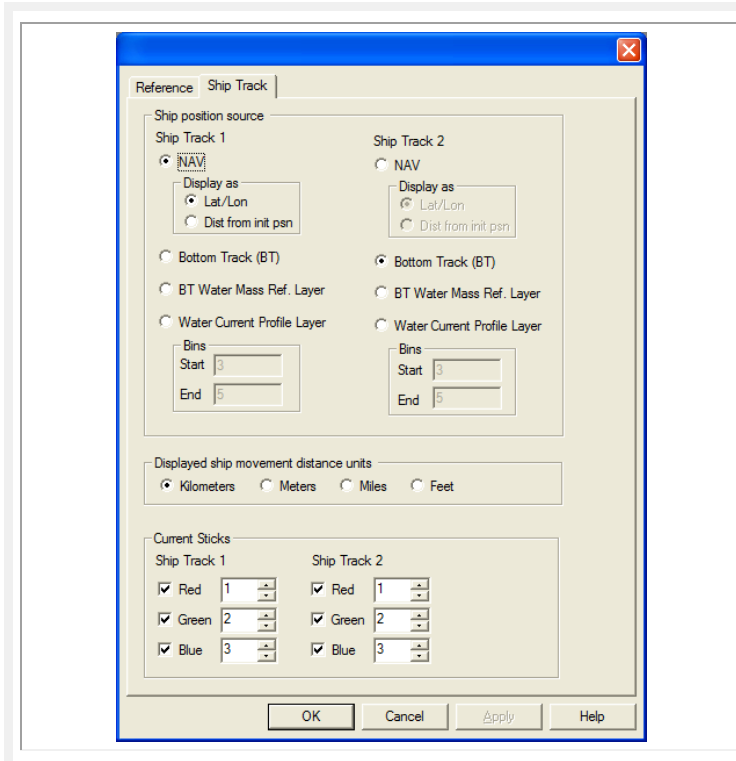 Reference Ship Track
Ship position source
Ship Track 1 Ship Track 2
NAV NAV
Display as Display as
Lat/Lon Lat/Lon
Dist from init psn Dist from init psn
Bottom Track (BT) Bottom Track (BT)
BT Water Mass Ref. Layer BT Water Mass Ref. Layer
Water Current Profile Layer Water Current Profile Layer
Bins Bins
Start 3 Start 3
End 5 End 5
Displayed ship movement distance units
Kilometers Meters Miles Feet
Current Sticks
Ship Track 1 Ship Track 2
Red 1 Red 1
Green 2 Green 2
Blue 3 Blue 3
OK Cancel Apply Help